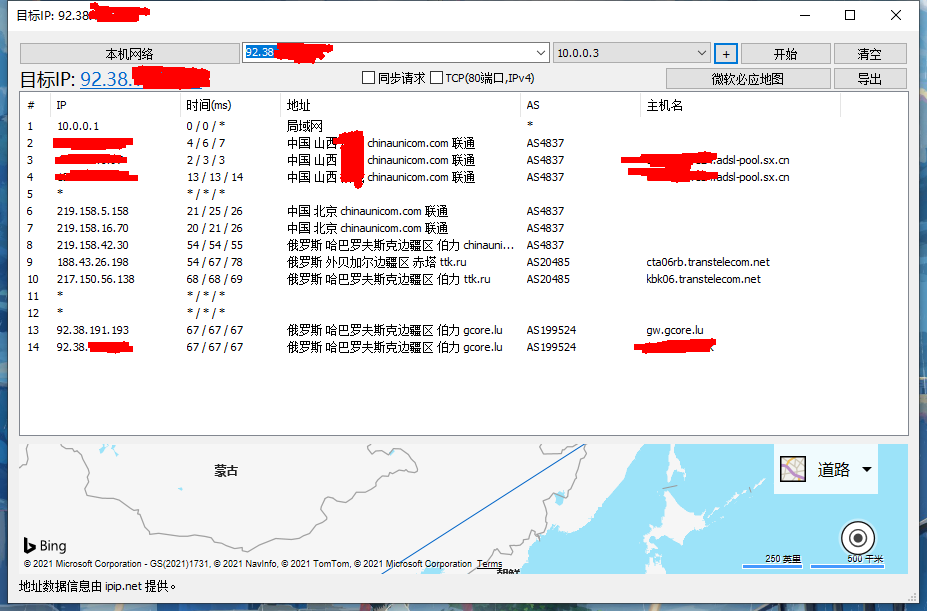 目标IP: 92.38.
本机网络 92.38 10.0.0.3 + 开始 清空
目标IP: 92.38. 同步请求 TCP(80端口,IPv4) 微软必应地图 导出
# IP 时间(ms) 地址 AS 主机名
1 10.0.0.1 0 / 0 / * 局域网 *
2 4 / 6 / 7 中国 山西 chinaunicom.com 联通 AS4837
3 2 / 3 / 3 中国 山西 chinaunicom.com 联通 AS4837 .adsl-pool.sx.cn
4 13 / 13 / 14 中国 山西 chinaunicom.com 联通 AS4837 .adsl-pool.sx.cn
5 * * / * / *
6 219.158.5.158 21 / 25 / 26 中国 北京 chinaunicom.com 联通 AS4837
7 219.158.16.70 20 / 21 / 26 中国 北京 chinaunicom.com 联通 AS4837
8 219.158.42.30 54 / 54 / 55 俄罗斯 哈巴罗夫斯克边疆区 伯力 chinauni... AS4837
9 188.43.26.198 54 / 67 / 78 俄罗斯 外贝加尔边疆区 赤塔 ttk.ru AS20485 cta06rb.transtelecom.net
10 217.150.56.138 68 / 68 / 69 俄罗斯 哈巴罗夫斯克边疆区 伯力 ttk.ru AS20485 kbk06.transtelecom.net
11 * * / * / *
12 * * / * / *
13 92.38.191.193 67 / 67 / 67 俄罗斯 哈巴罗夫斯克边疆区 伯力 gcore.lu AS199524 gw.gcore.lu
14 92.38. 67 / 67 / 67 俄罗斯 哈巴罗夫斯克边疆区 伯力 gcore.lu AS199524
蒙古
道路
Bing
250 英里 500 千米
© 2021 Microsoft Corporation - GS(2021)1731, © 2021 NavInfo, © 2021 TomTom, © 2021 Microsoft Corporation Terms
地址数据信息由 ipip.net 提供。